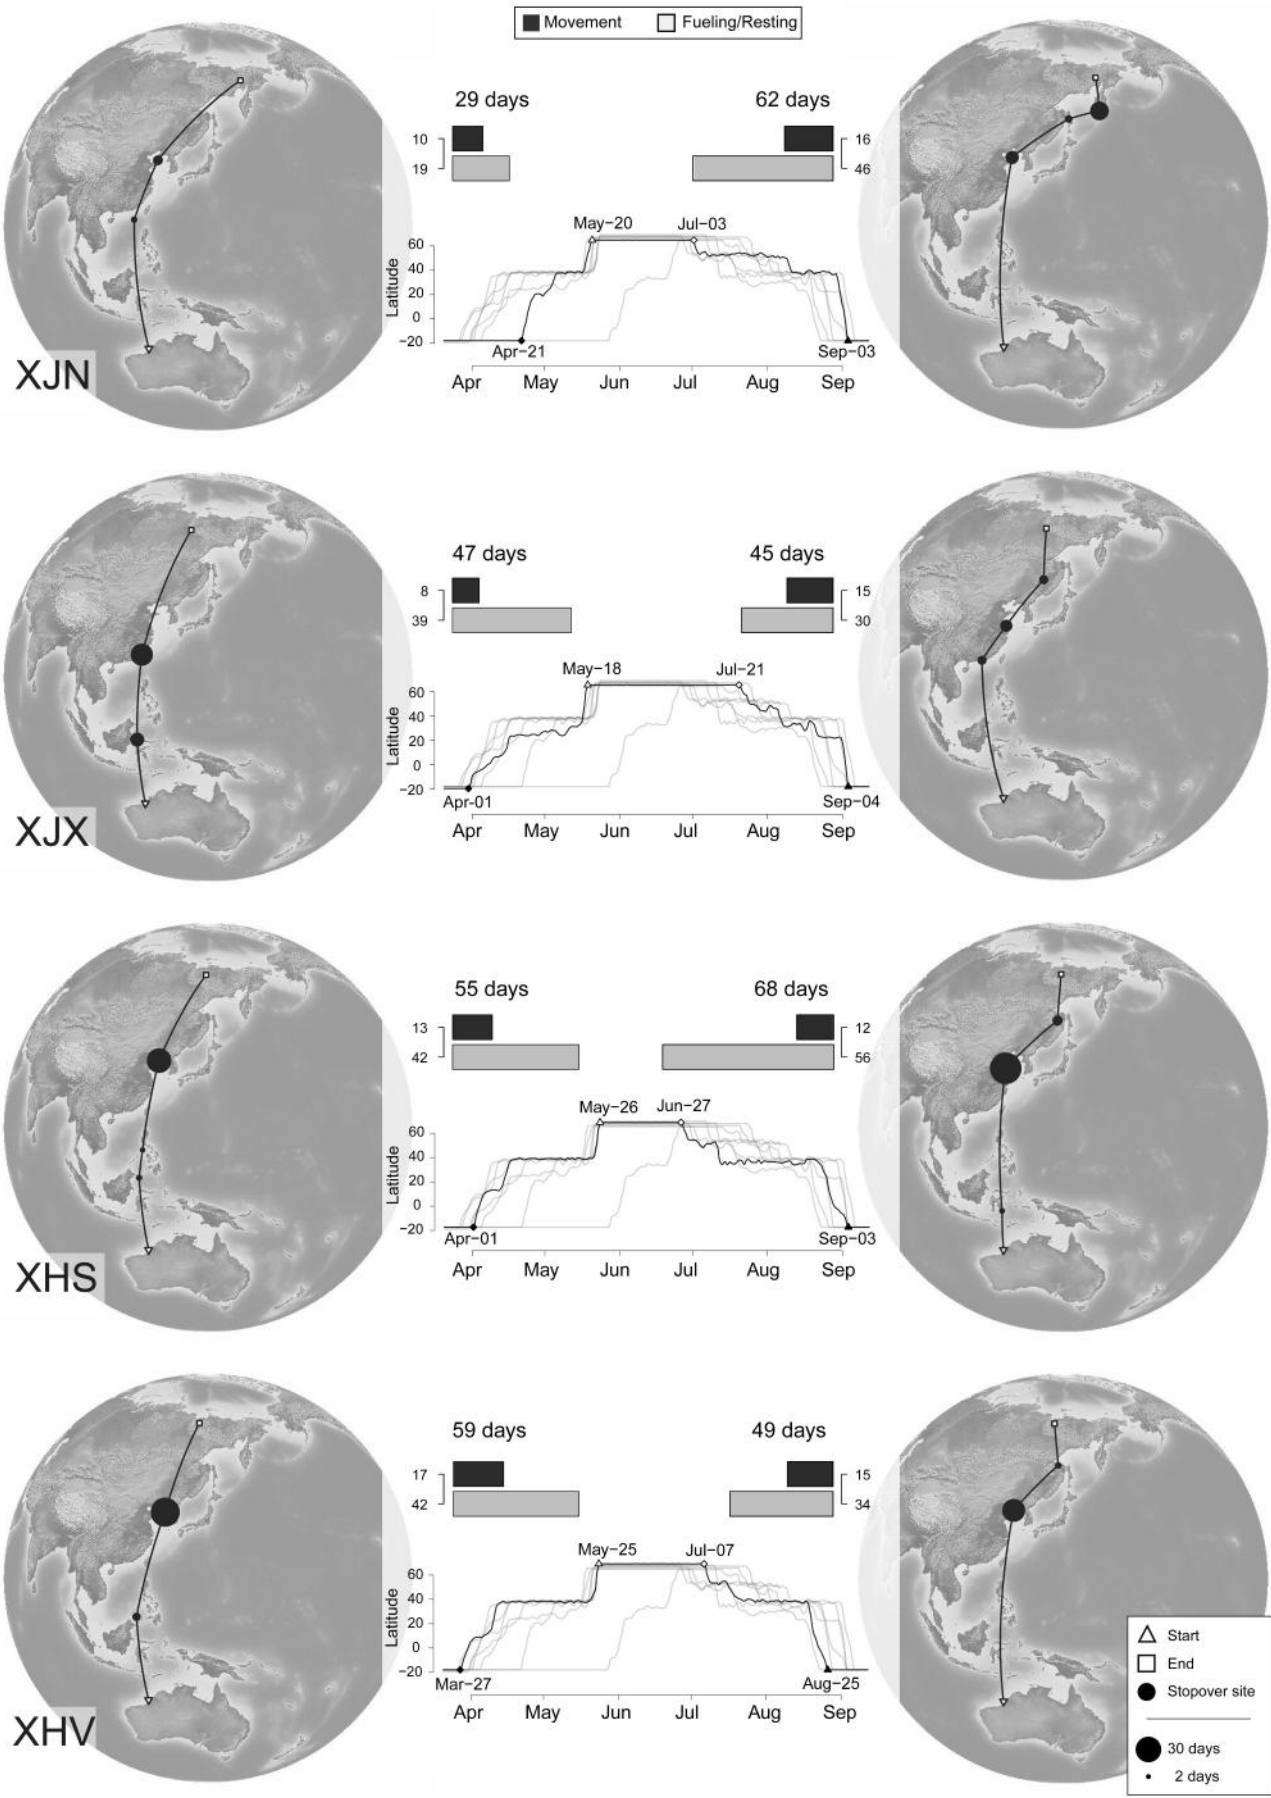 Movement Fueling/Resting
29 days 62 days
10 16
19 46
May−20 Jul−03
60
40
20
0
−20
Latitude
Apr−21 Sep−03
Apr May Jun Jul Aug Sep
XJN
47 days 45 days
8 15
39 30
May−18 Jul−21
60
40
20
0
−20
Latitude
Apr-01 Sep−04
Apr May Jun Jul Aug Sep
XJX
55 days 68 days
13 12
42 56
May−26 Jun−27
60
40
20
0
−20
Latitude
Apr−01 Sep−03
Apr May Jun Jul Aug Sep
XHS
59 days 49 days
17 15
42 34
May−25 Jul−07
60
40
20
0
−20
Latitude
Mar−27 Aug−25
Apr May Jun Jul Aug Sep
XHV
Start
End
Stopover site
30 days
2 days